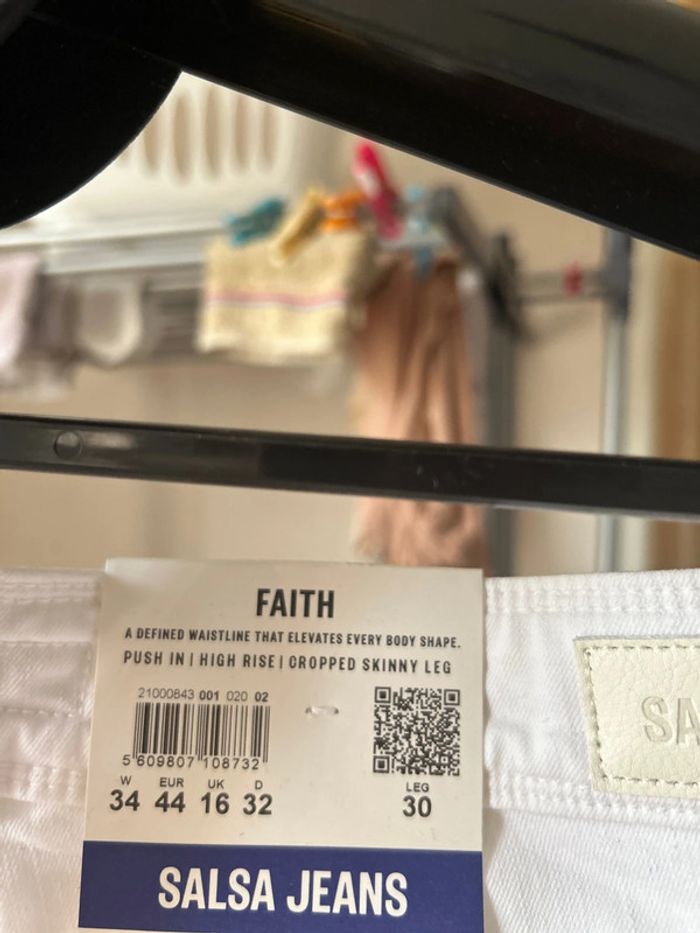 FAITH
A DEFINED WAISTLINE THAT ELEVATES EVERY BODY SHAPE.
PUSH IN | HIGH RISE | CROPPED SKINNY LEG
21000843 001 020 02
5 609807 108732
W EUR UK D
34 44 16 32
LEG
30
SALSA JEANS
SA